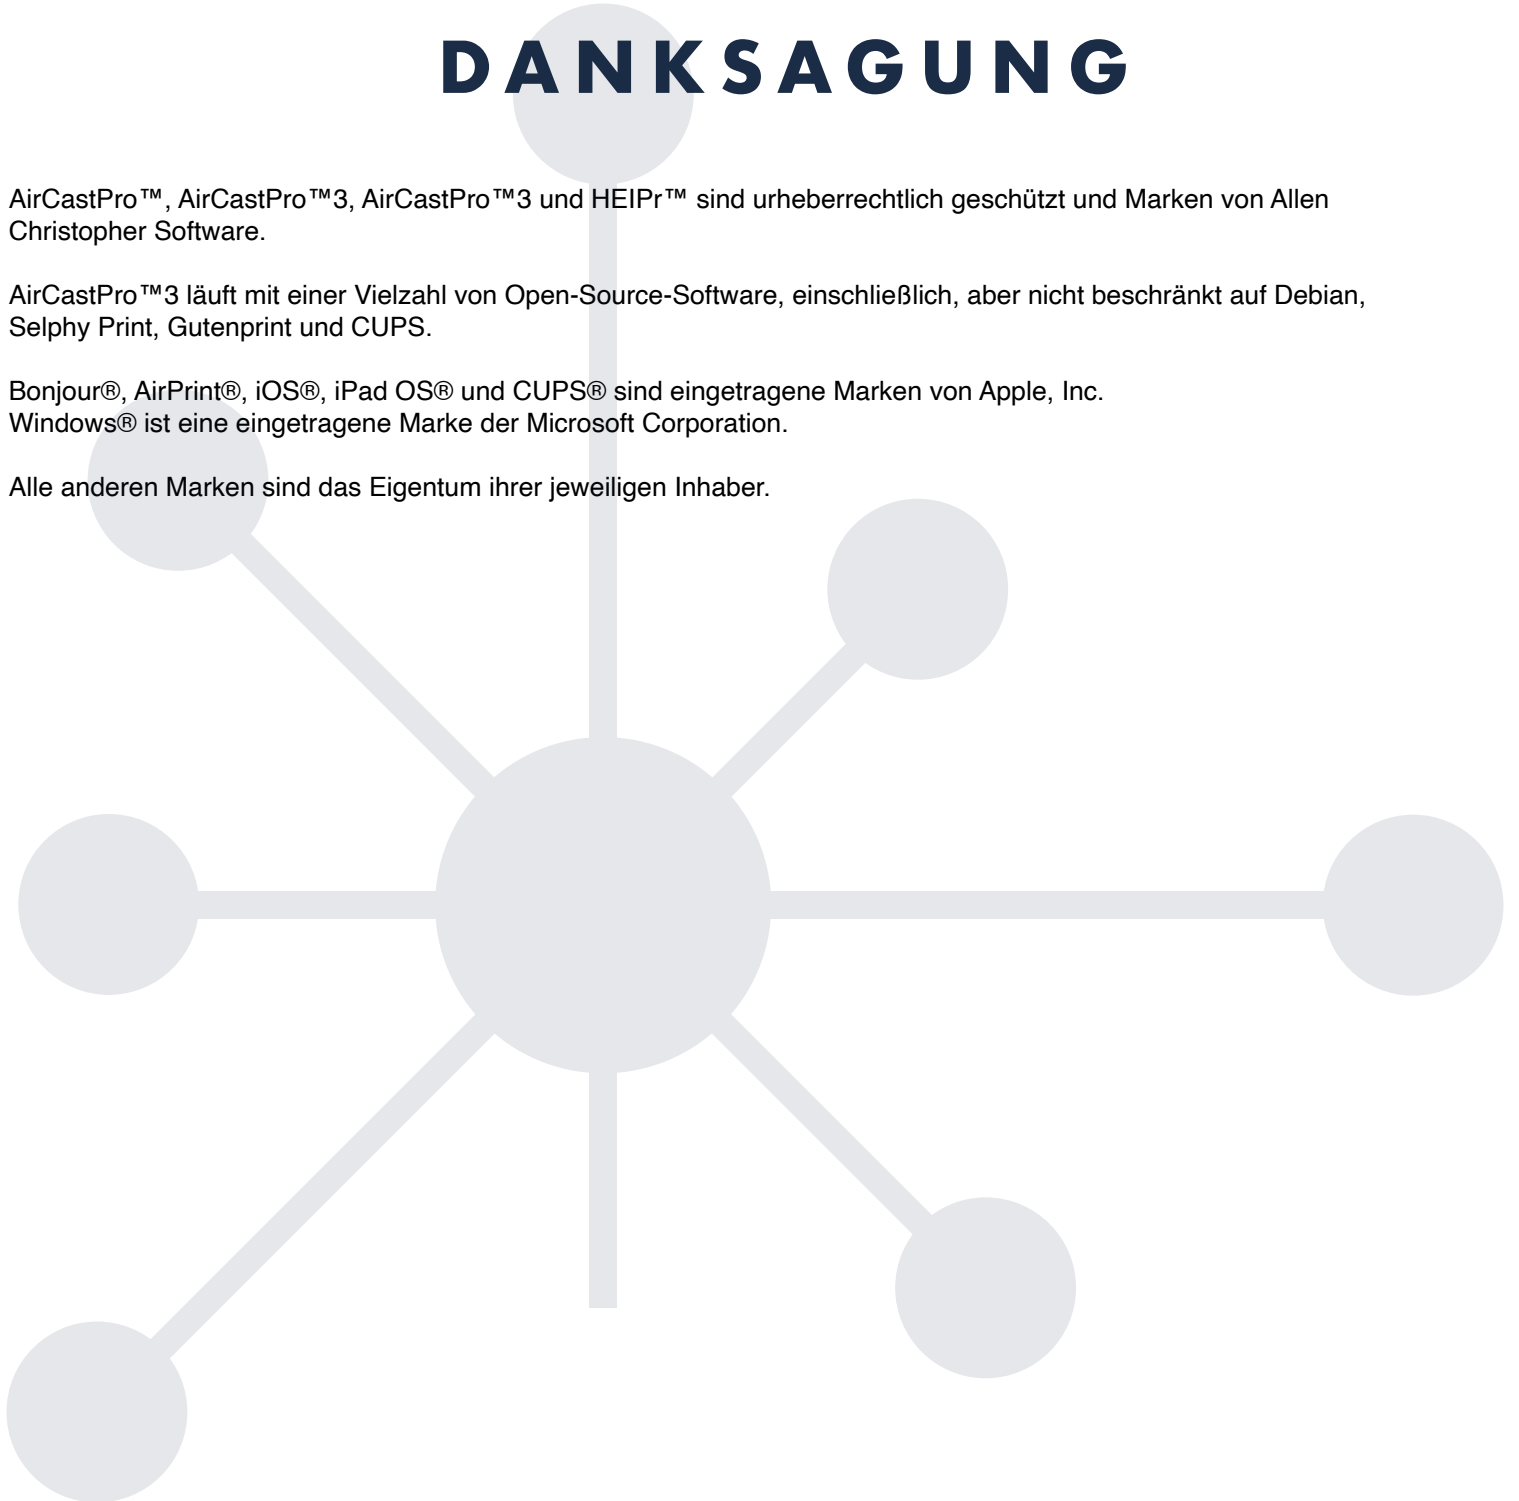 DANKSAGUNG
AirCastPro™, AirCastPro™3, AirCastPro™3 und HEIPr™ sind urheberrechtlich geschützt und Marken von Allen
Christopher Software.
AirCastPro™3 läuft mit einer Vielzahl von Open-Source-Software, einschließlich, aber nicht beschränkt auf Debian,
Selphy Print, Gutenprint und CUPS.
Bonjour®, AirPrint®, iOS®, iPad OS® und CUPS® sind eingetragene Marken von Apple, Inc.
Windows® ist eine eingetragene Marke der Microsoft Corporation.
Alle anderen Marken sind das Eigentum ihrer jeweiligen Inhaber.